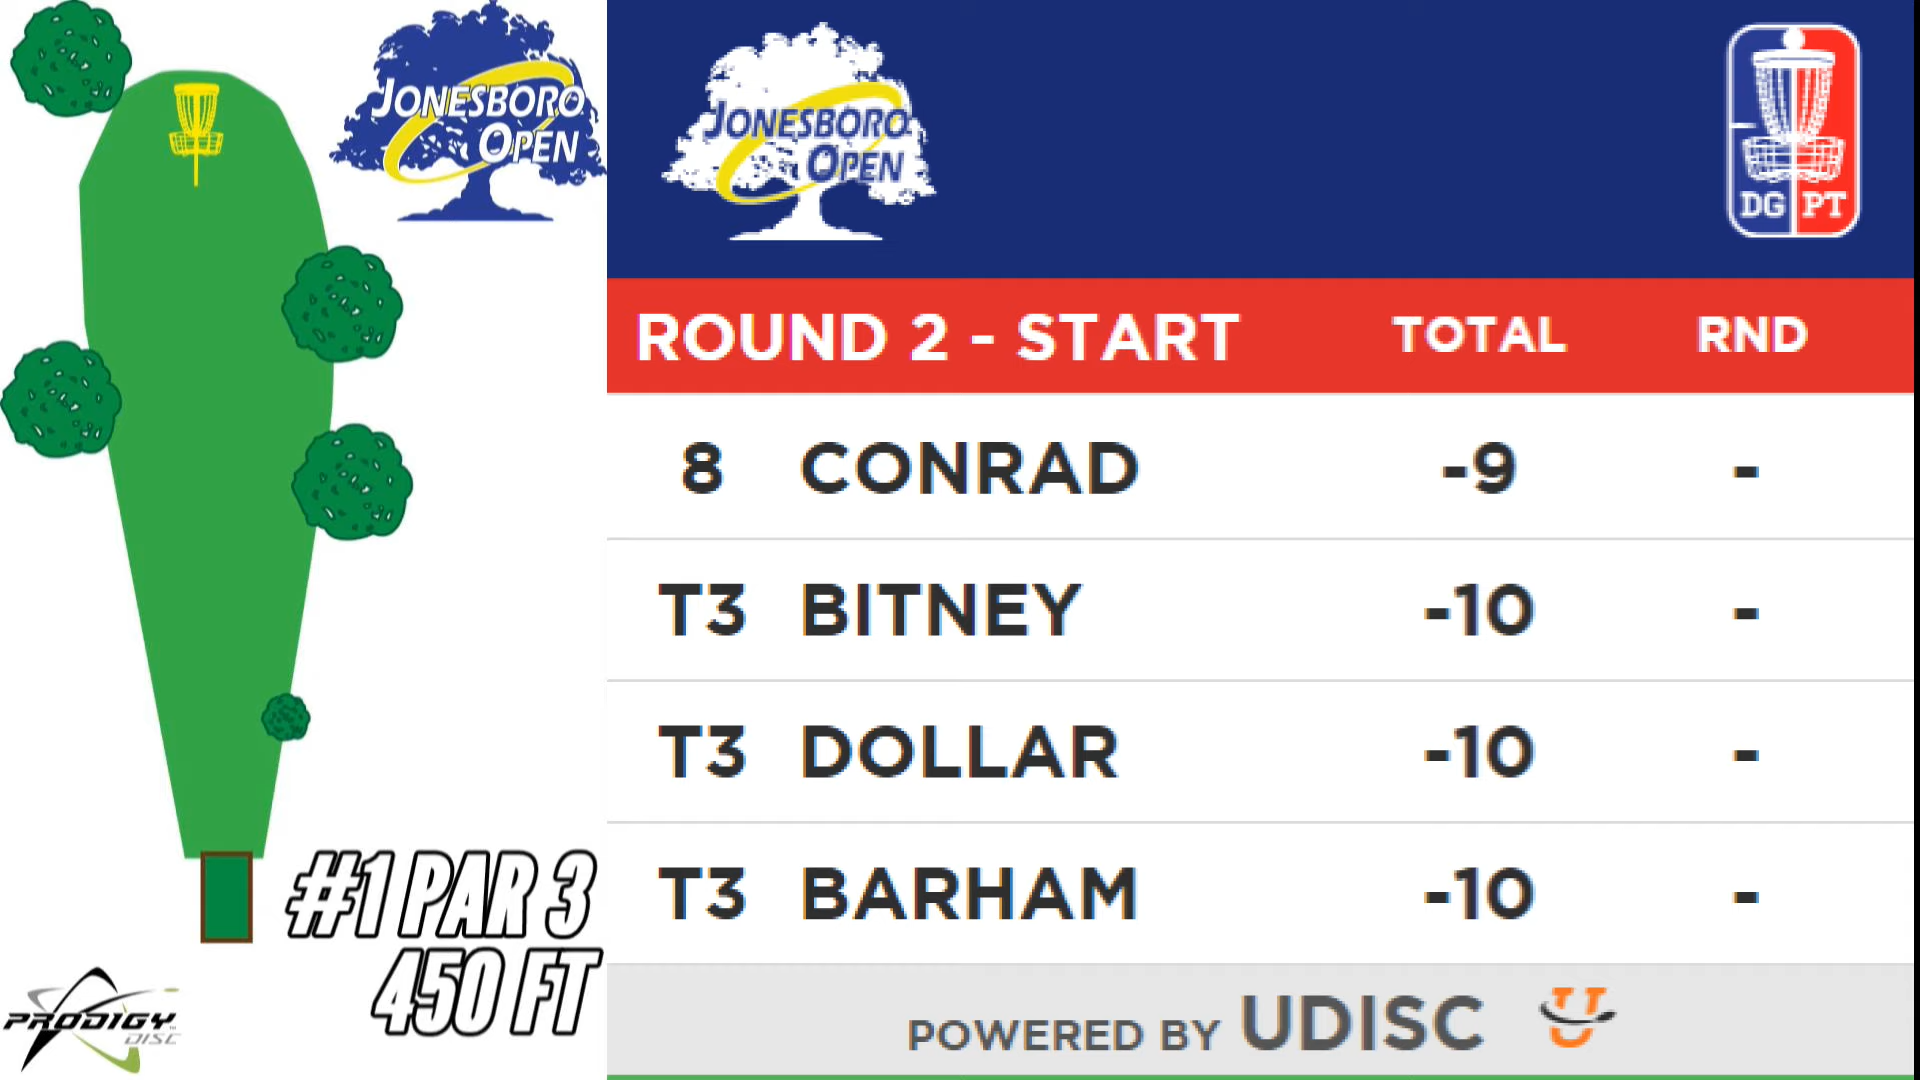 JONESBORO
OPEN
#1 PAR 3
450 FT
PRODIGY
DISC
JONESBORO
OPEN
DG PT
ROUND 2 - START TOTAL RND
8 CONRAD -9 -
T3 BITNEY -10 -
T3 DOLLAR -10 -
T3 BARHAM -10 -
POWERED BY UDISC